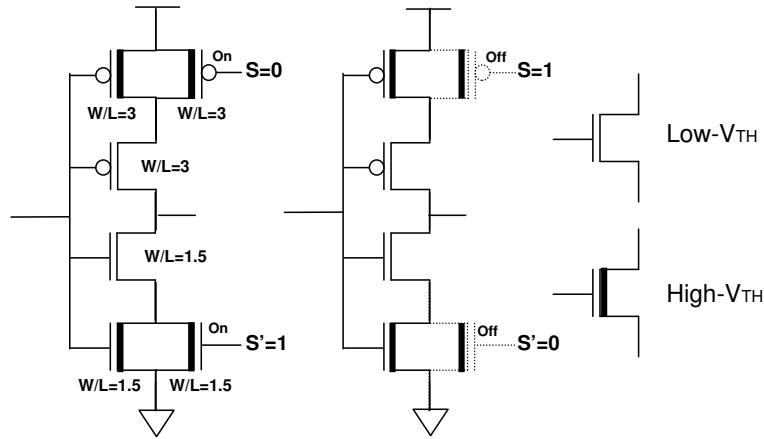 On
S=0
W/L=3
W/L=3
W/L=3
W/L=1.5
On
S'=1
W/L=1.5
W/L=1.5
Off
S=1
Off
S'=0
Low-VTH
High-VTH